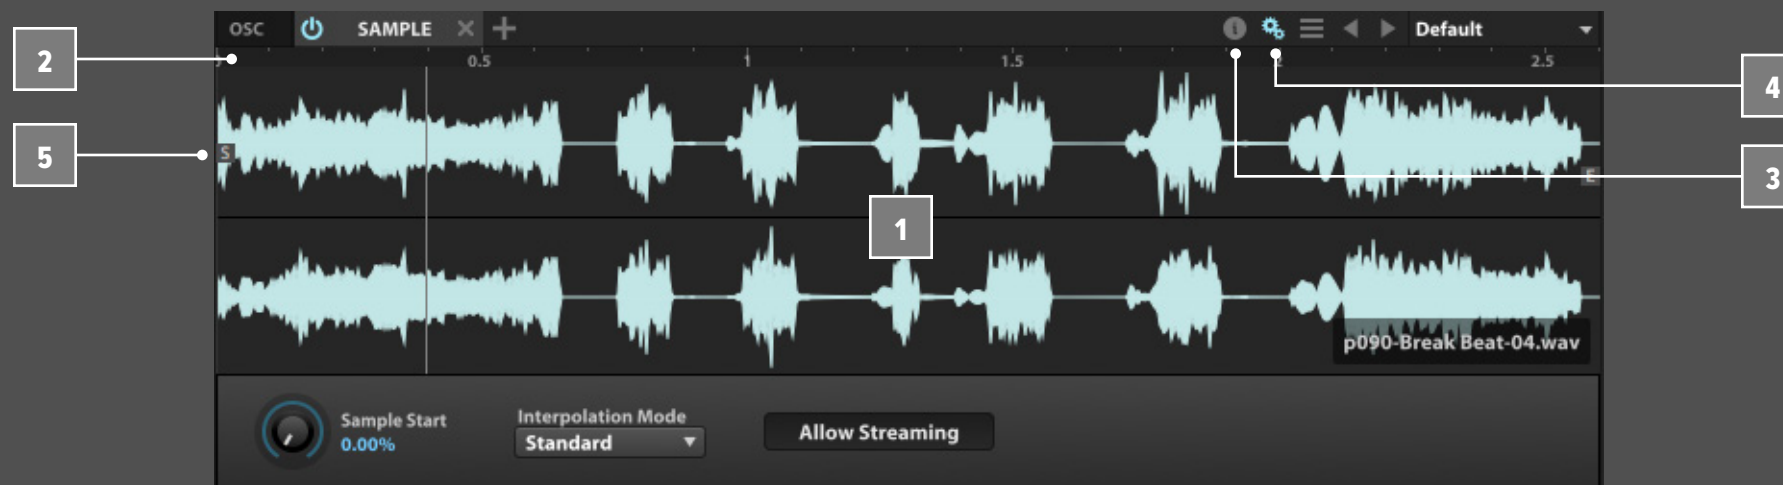 OSC SAMPLE Default
2
0.5 1 1.5 2 2.5
4
5
S
3
E
1
p090-Break Beat-04.wav
Sample Start
0.00%
Interpolation Mode
Standard
Allow Streaming